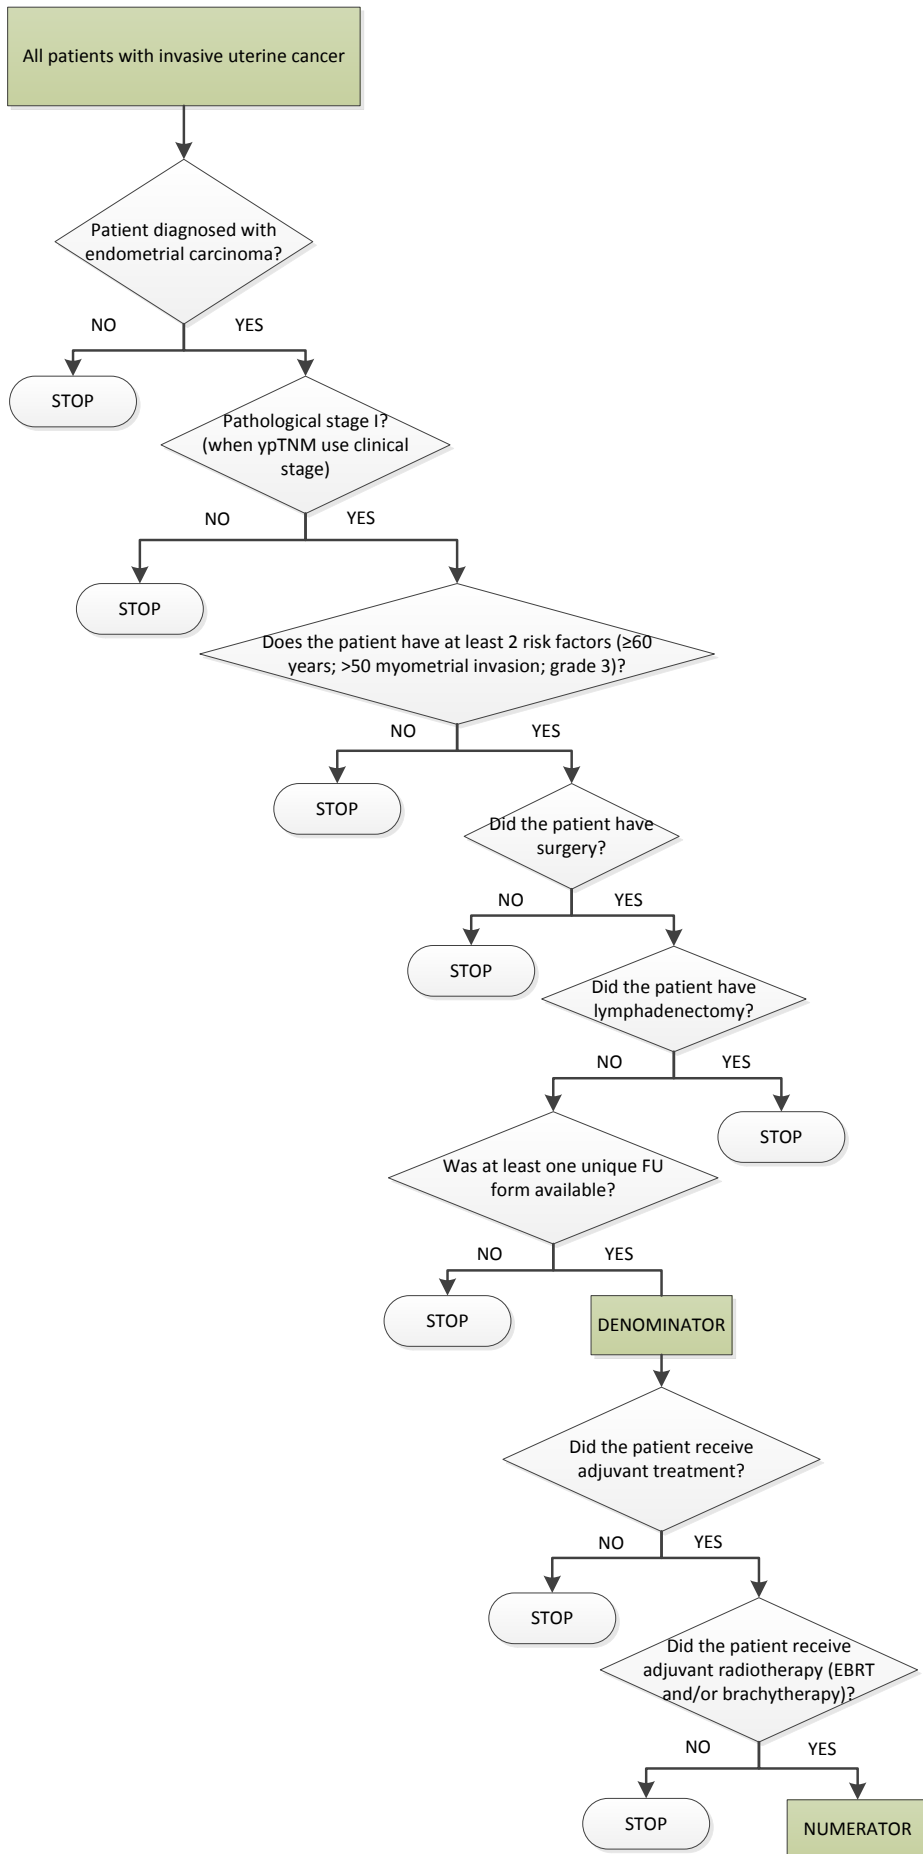 All patients with invasive uterine cancer
Patient diagnosed with
endometrial carcinoma?
NO
YES
STOP
Pathological stage I?
(when ypTNM use clinical
stage)
NO
YES
STOP
Does the patient have at least 2 risk factors (≥60
years; >50 myometrial invasion; grade 3)?
NO
YES
STOP
Did the patient have
surgery?
NO
YES
STOP
Did the patient have
lymphadenectomy?
NO
YES
STOP
Was at least one unique FU
form available?
NO
YES
STOP
DENOMINATOR
Did the patient receive
adjuvant treatment?
NO
YES
STOP
Did the patient receive
adjuvant radiotherapy (EBRT
and/or brachytherapy)?
NO
YES
STOP
NUMERATOR